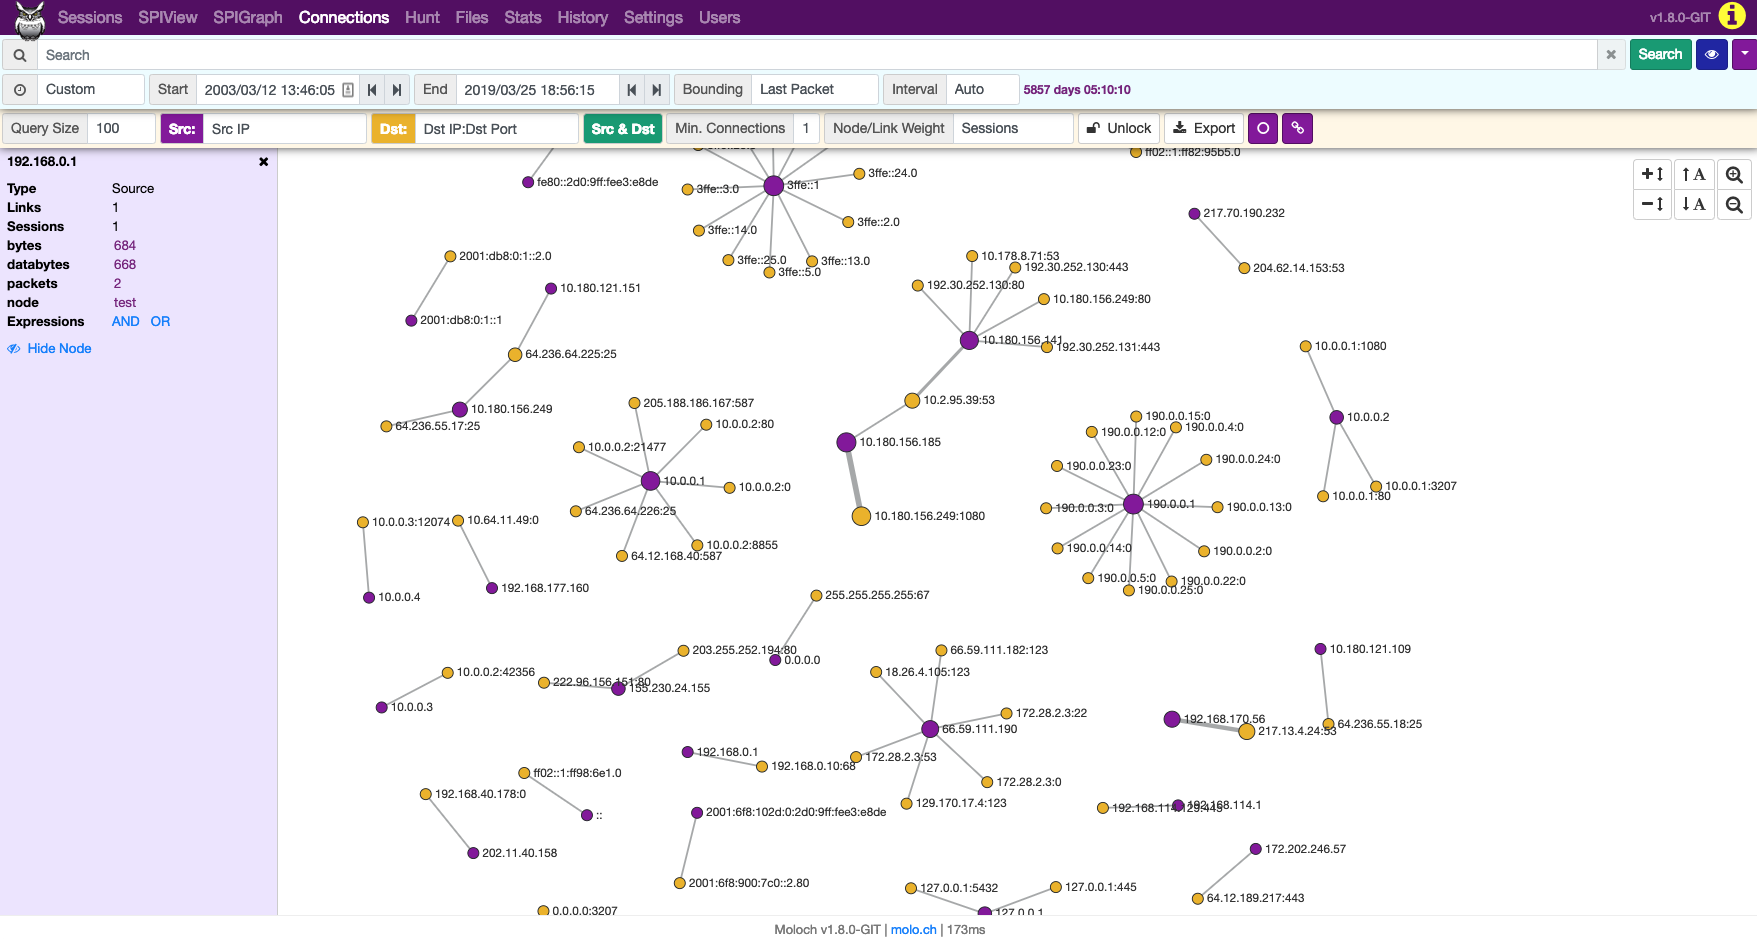 Sessions SPIView SPIGraph Connections Hunt Files Stats History Settings Users v1.8.0-GIT
Search Search
Custom Start 2003/03/12 13:46:05 End 2019/03/25 18:56:15 Bounding Last Packet Interval Auto 5857 days 05:10:10
Query Size 100 Src: Src IP Dst: Dst IP:Dst Port Src & Dst Min. Connections 1 Node/Link Weight Sessions Unlock Export
192.168.0.1
Type Source
Links 1
Sessions 1
bytes 684
databytes 668
packets 2
node test
Expressions AND OR
Hide Node
A
A
ff02::1:ff82:95b5.0
3ffe::24.0
fe80::2d0:9ff:fee3:e8de
3ffe::1
3ffe::3.0
217.70.190.232
3ffe::2.0
3ffe::14.0
2001:db8:0:1::2.0
10.178.8.71:53
3ffe::25.0
3ffe::13.0
192.30.252.130:443
204.62.14.153:53
3ffe::5.0
192.30.252.130:80
10.180.121.151
10.180.156.249:80
2001:db8:0:1::1
10.180.156.141
192.30.252.131:443
10.0.0.1:1080
64.236.64.225:25
10.2.95.39:53
205.188.186.167:587
10.180.156.249
190.0.0.15:0
10.0.0.2
10.0.0.2:80
64.236.55.17:25
190.0.0.4:0
190.0.0.12:0
10.180.156.185
10.0.0.2:21477
190.0.0.24:0
190.0.0.23:0
10.0.0.1
10.0.0.2:0
10.0.0.1:3207
10.0.0.1:80
190.0.0.1
190.0.0.3:0
190.0.0.13:0
64.236.64.226:25
10.180.156.249:1080
10.0.0.3:12074
10.64.11.49:0
10.0.0.2:8855
190.0.0.14:0
190.0.0.2:0
64.12.168.40:587
190.0.0.5:0
190.0.0.22:0
192.168.177.160
190.0.0.25:0
10.0.0.4
255.255.255.255:67
203.255.252.194:80
66.59.111.182:123
10.180.121.109
0.0.0.0
10.0.0.2:42356
18.26.4.105:123
222.96.156.151:80
155.230.24.155
10.0.0.3
172.28.2.3:22
192.168.170.56
64.236.55.18:25
66.59.111.190
217.13.4.24:53
192.168.0.1
172.28.2.3:53
192.168.0.10:68
ff02::1:ff98:6e1.0
172.28.2.3:0
192.168.40.178:0
129.170.17.4:123
192.168.114.129:445
192.168.114.1
2001:6f8:102d:0:2d0:9ff:fee3:e8de
::
202.11.40.158
172.202.246.57
2001:6f8:900:7c0::2.80
127.0.0.1:5432
127.0.0.1:445
64.12.189.217:443
0.0.0.0:3207
127.0.0.1
Moloch v1.8.0-GIT | molo.ch | 173ms